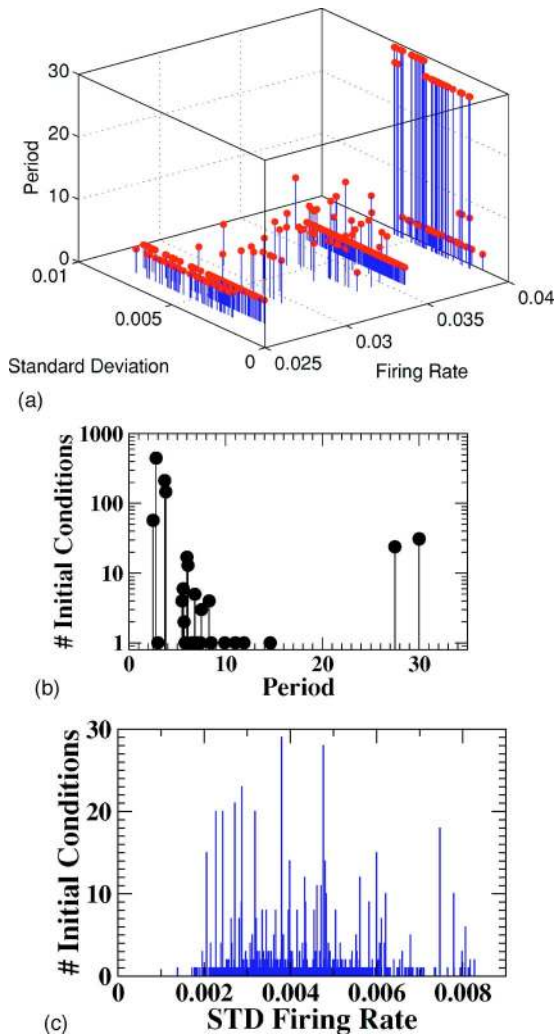 30
20
10
0
Period
0.01
0.005
0
Standard Deviation
0.025
0.03
0.035
0.04
Firing Rate
(a)
1000
100
10
1
# Initial Conditions
0
10
20
30
Period
(b)
30
20
10
0
# Initial Conditions
0
0.002
0.004
0.006
0.008
STD Firing Rate
(c)